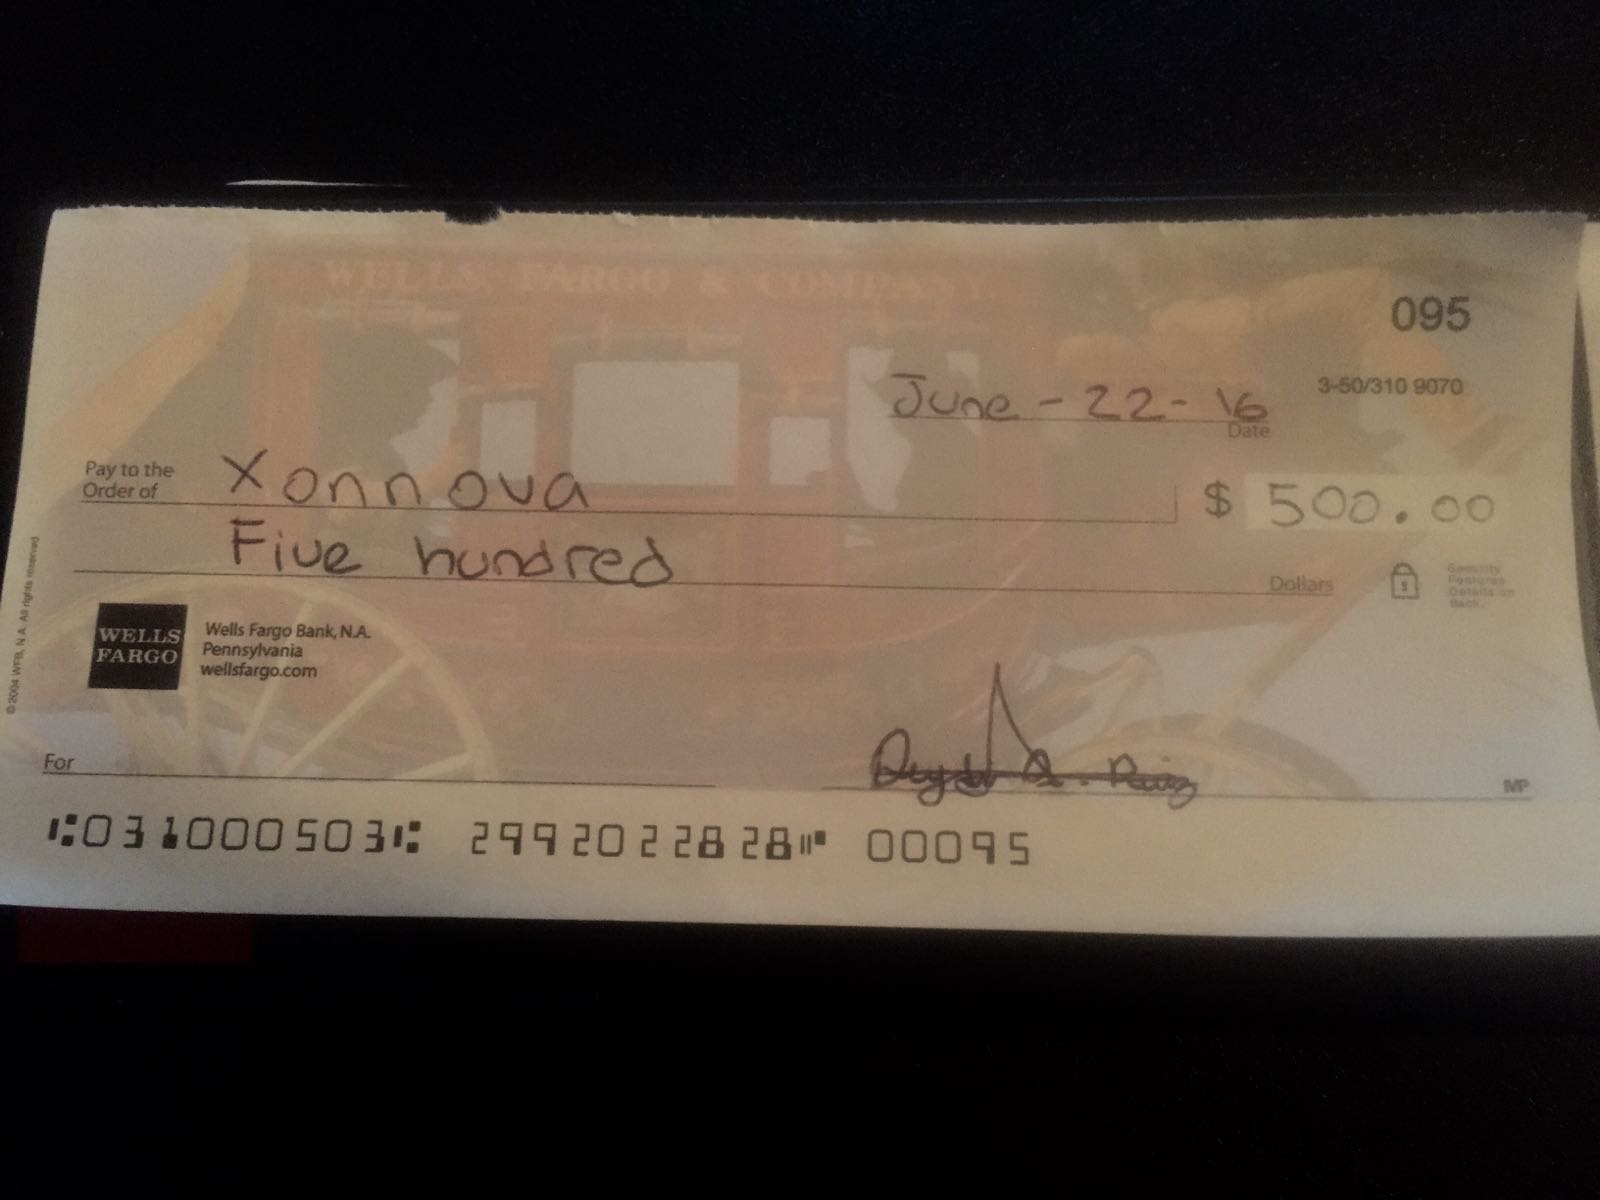 WELLS, FARGO & COMPANY.
095
3-50/310 9070
June - 22 - 16
Date
Pay to the
Order of Xonnova $ 500.00
Five hundred Dollars
Security
Features
Details on
Back.
© 2004 WFB, N.A. All rights reserved
WELLS
FARGO
Wells Fargo Bank, N.A.
Pennsylvania
wellsfargo.com
For
MP
⑆031000503⑆ 2992022828⑈ 00095